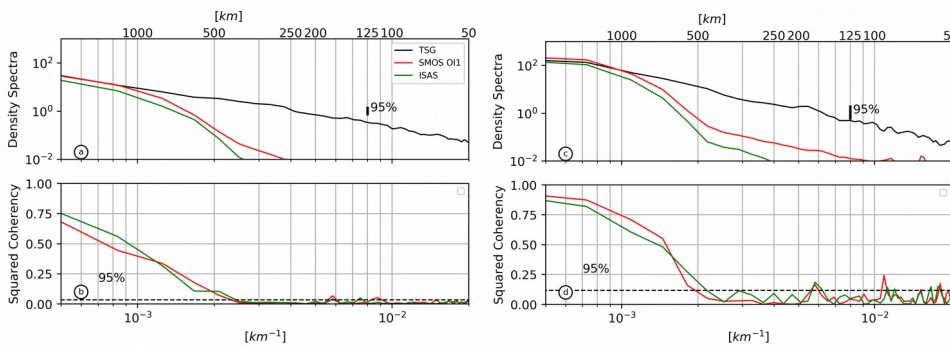 [km]
1000 500 250 200 125 100 50
Density Spectra
10² 10⁰ 10⁻²
TSG
SMOS OI1
ISAS
95%
a
Squared Coherency
1.00 0.75 0.50 0.25 0.00
95%
b
10⁻³ 10⁻²
[km⁻¹]
[km]
1000 500 250 200 125 100 50
Density Spectra
10² 10⁰ 10⁻²
95%
c
Squared Coherency
1.00 0.75 0.50 0.25 0.00
95%
d
10⁻³ 10⁻²
[km⁻¹]